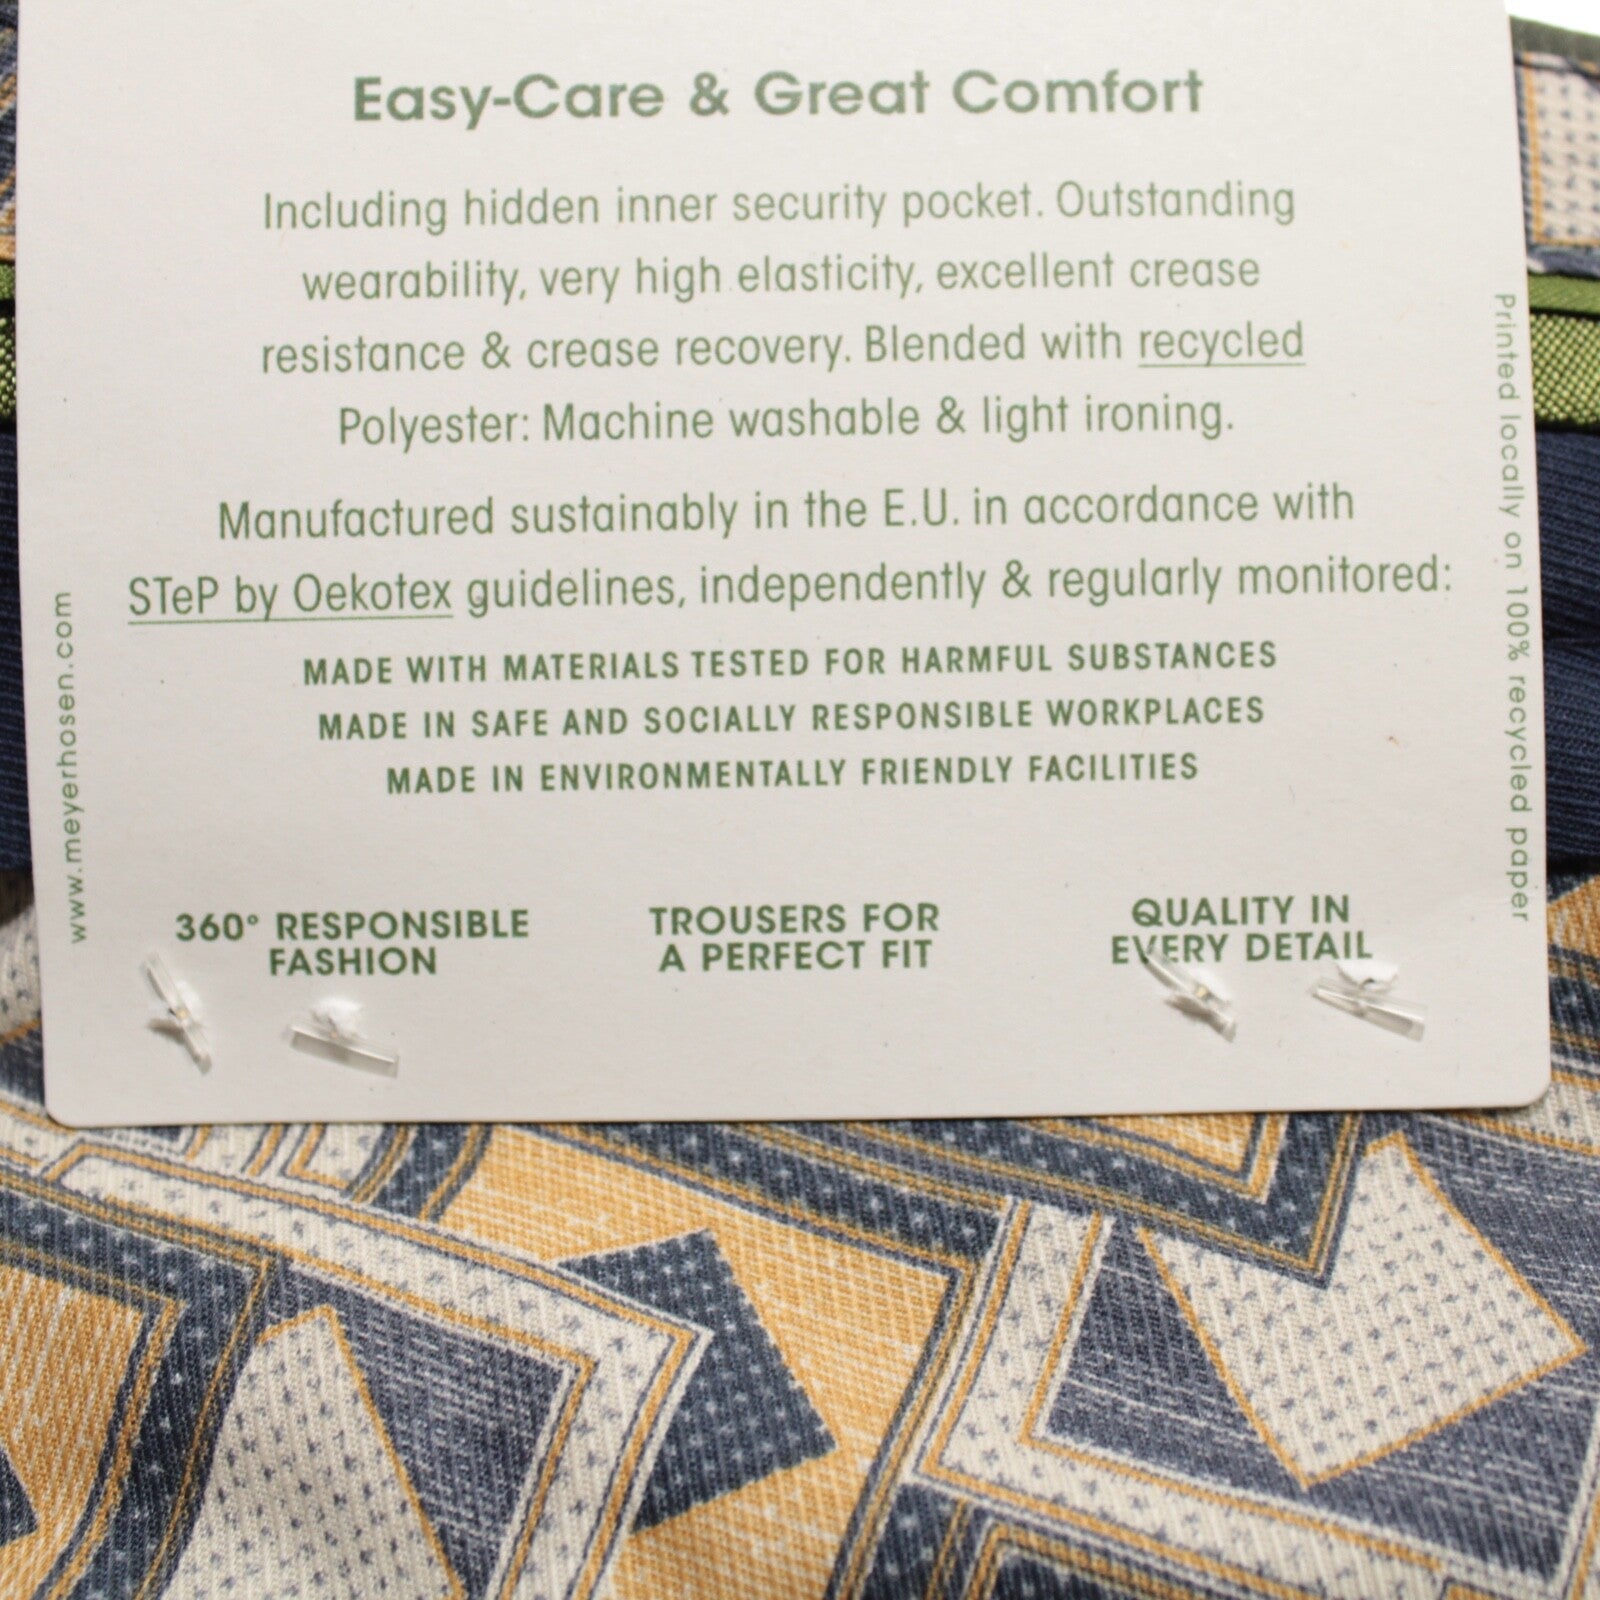 Easy-Care & Great Comfort
Including hidden inner security pocket. Outstanding
wearability, very high elasticity, excellent crease
resistance & crease recovery. Blended with recycled
Polyester: Machine washable & light ironing.
Manufactured sustainably in the E.U. in accordance with
STeP by Oekotex guidelines, independently & regularly monitored:
MADE WITH MATERIALS TESTED FOR HARMFUL SUBSTANCES
MADE IN SAFE AND SOCIALLY RESPONSIBLE WORKPLACES
MADE IN ENVIRONMENTALLY FRIENDLY FACILITIES
360° RESPONSIBLE
FASHION
TROUSERS FOR
A PERFECT FIT
QUALITY IN
EVERY DETAIL
www.meyerhosen.com
Printed locally on 100% recycled paper